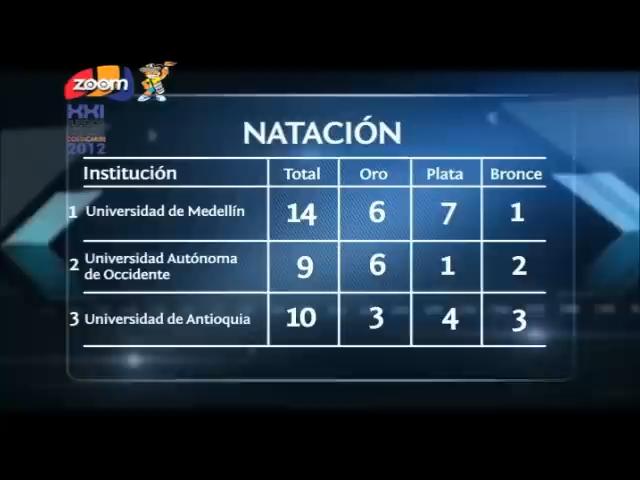 zoom
XXI
2012
NATACIÓN
Institución Total Oro Plata Bronce
1 Universidad de Medellín 14 6 7 1
2 Universidad Autónoma de Occidente 9 6 1 2
3 Universidad de Antioquia 10 3 4 3